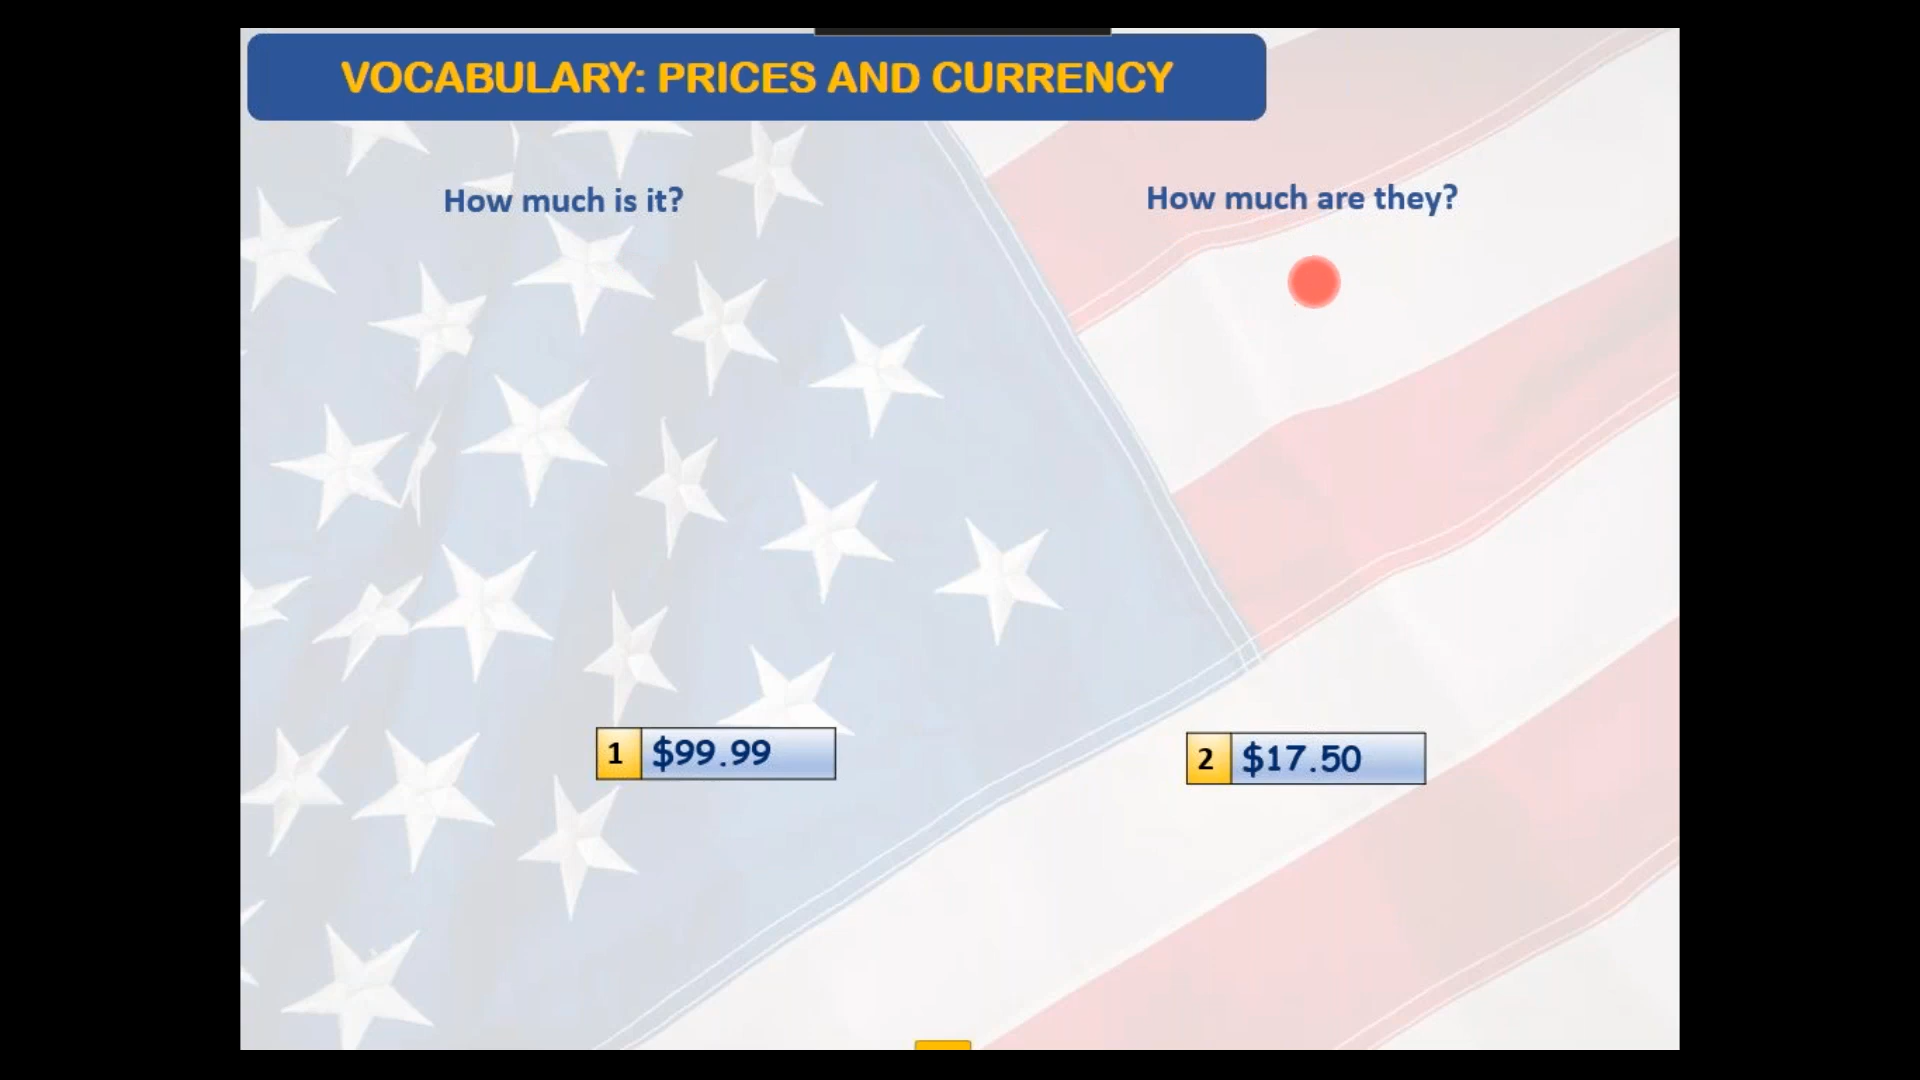 VOCABULARY: PRICES AND CURRENCY
How much is it?
How much are they?
1 $99.99
2 $17.50